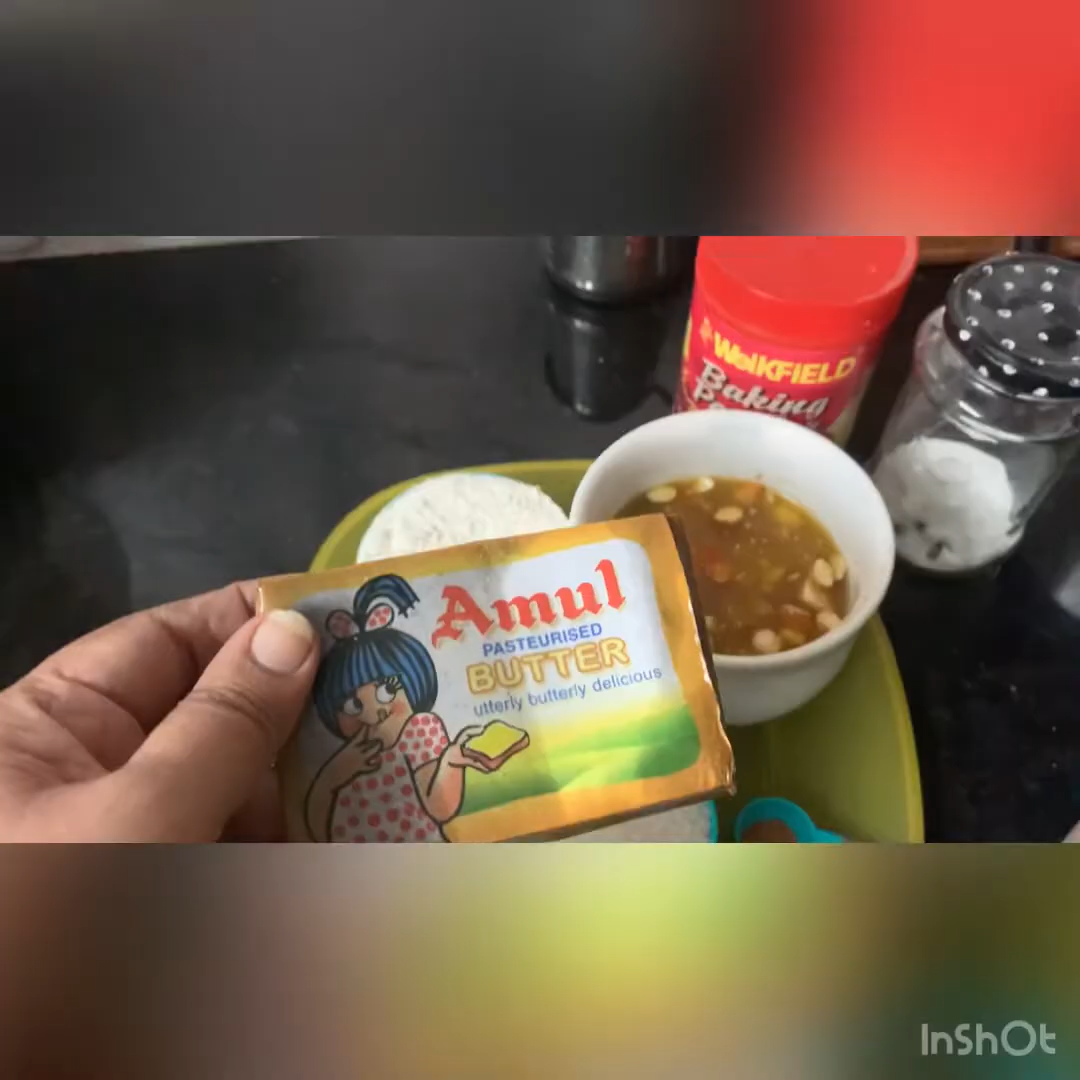 WeiKFiELD
Baking
Amul
PASTEURISED
BUTTER
utterly butterly delicious
InShOt